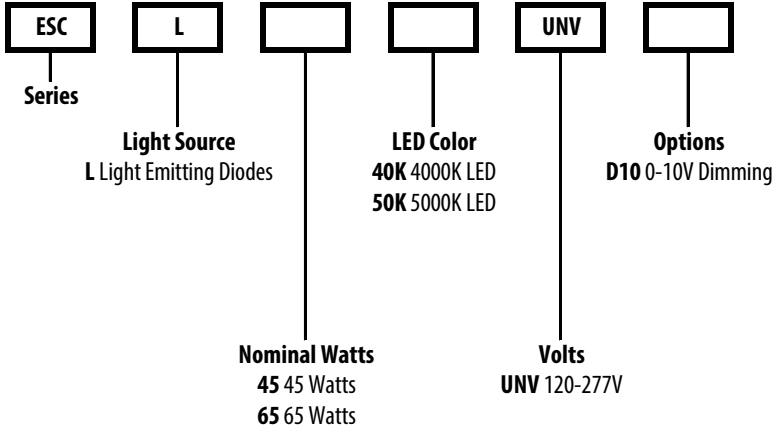 ESC L UNV
Series
Light Source
L Light Emitting Diodes
LED Color
40K 4000K LED
50K 5000K LED
Options
D10 0-10V Dimming
Nominal Watts
45 45 Watts
65 65 Watts
Volts
UNV 120-277V